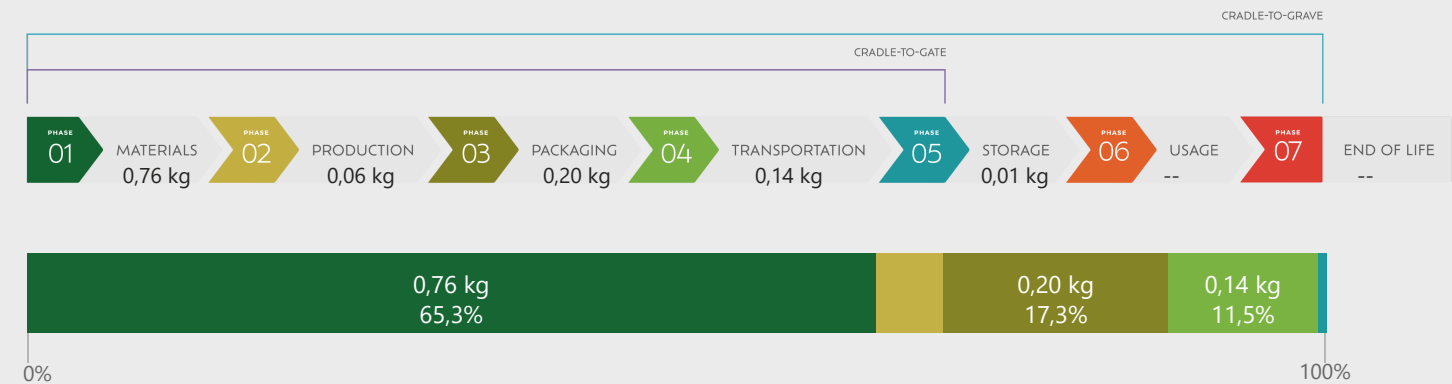 CRADLE-TO-GRAVE
CRADLE-TO-GATE
PHASE
01
MATERIALS
0,76 kg
PHASE
02
PRODUCTION
0,06 kg
PHASE
03
PACKAGING
0,20 kg
PHASE
04
TRANSPORTATION
0,14 kg
PHASE
05
STORAGE
0,01 kg
PHASE
06
USAGE
--
PHASE
07
END OF LIFE
--
0,76 kg
65,3%
0,20 kg
17,3%
0,14 kg
11,5%
0%
100%